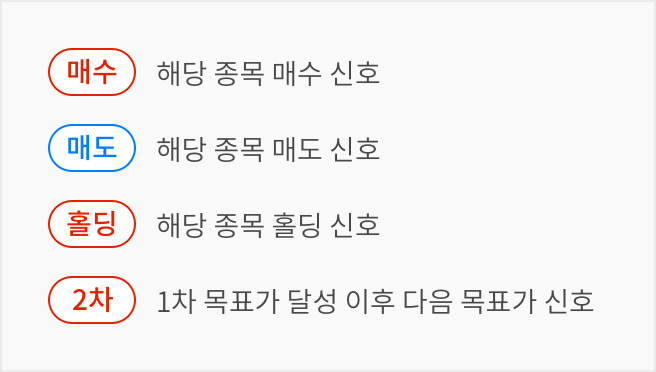 매수 해당 종목 매수 신호
매도 해당 종목 매도 신호
홀딩 해당 종목 홀딩 신호
2차 1차 목표가 달성 이후 다음 목표가 신호